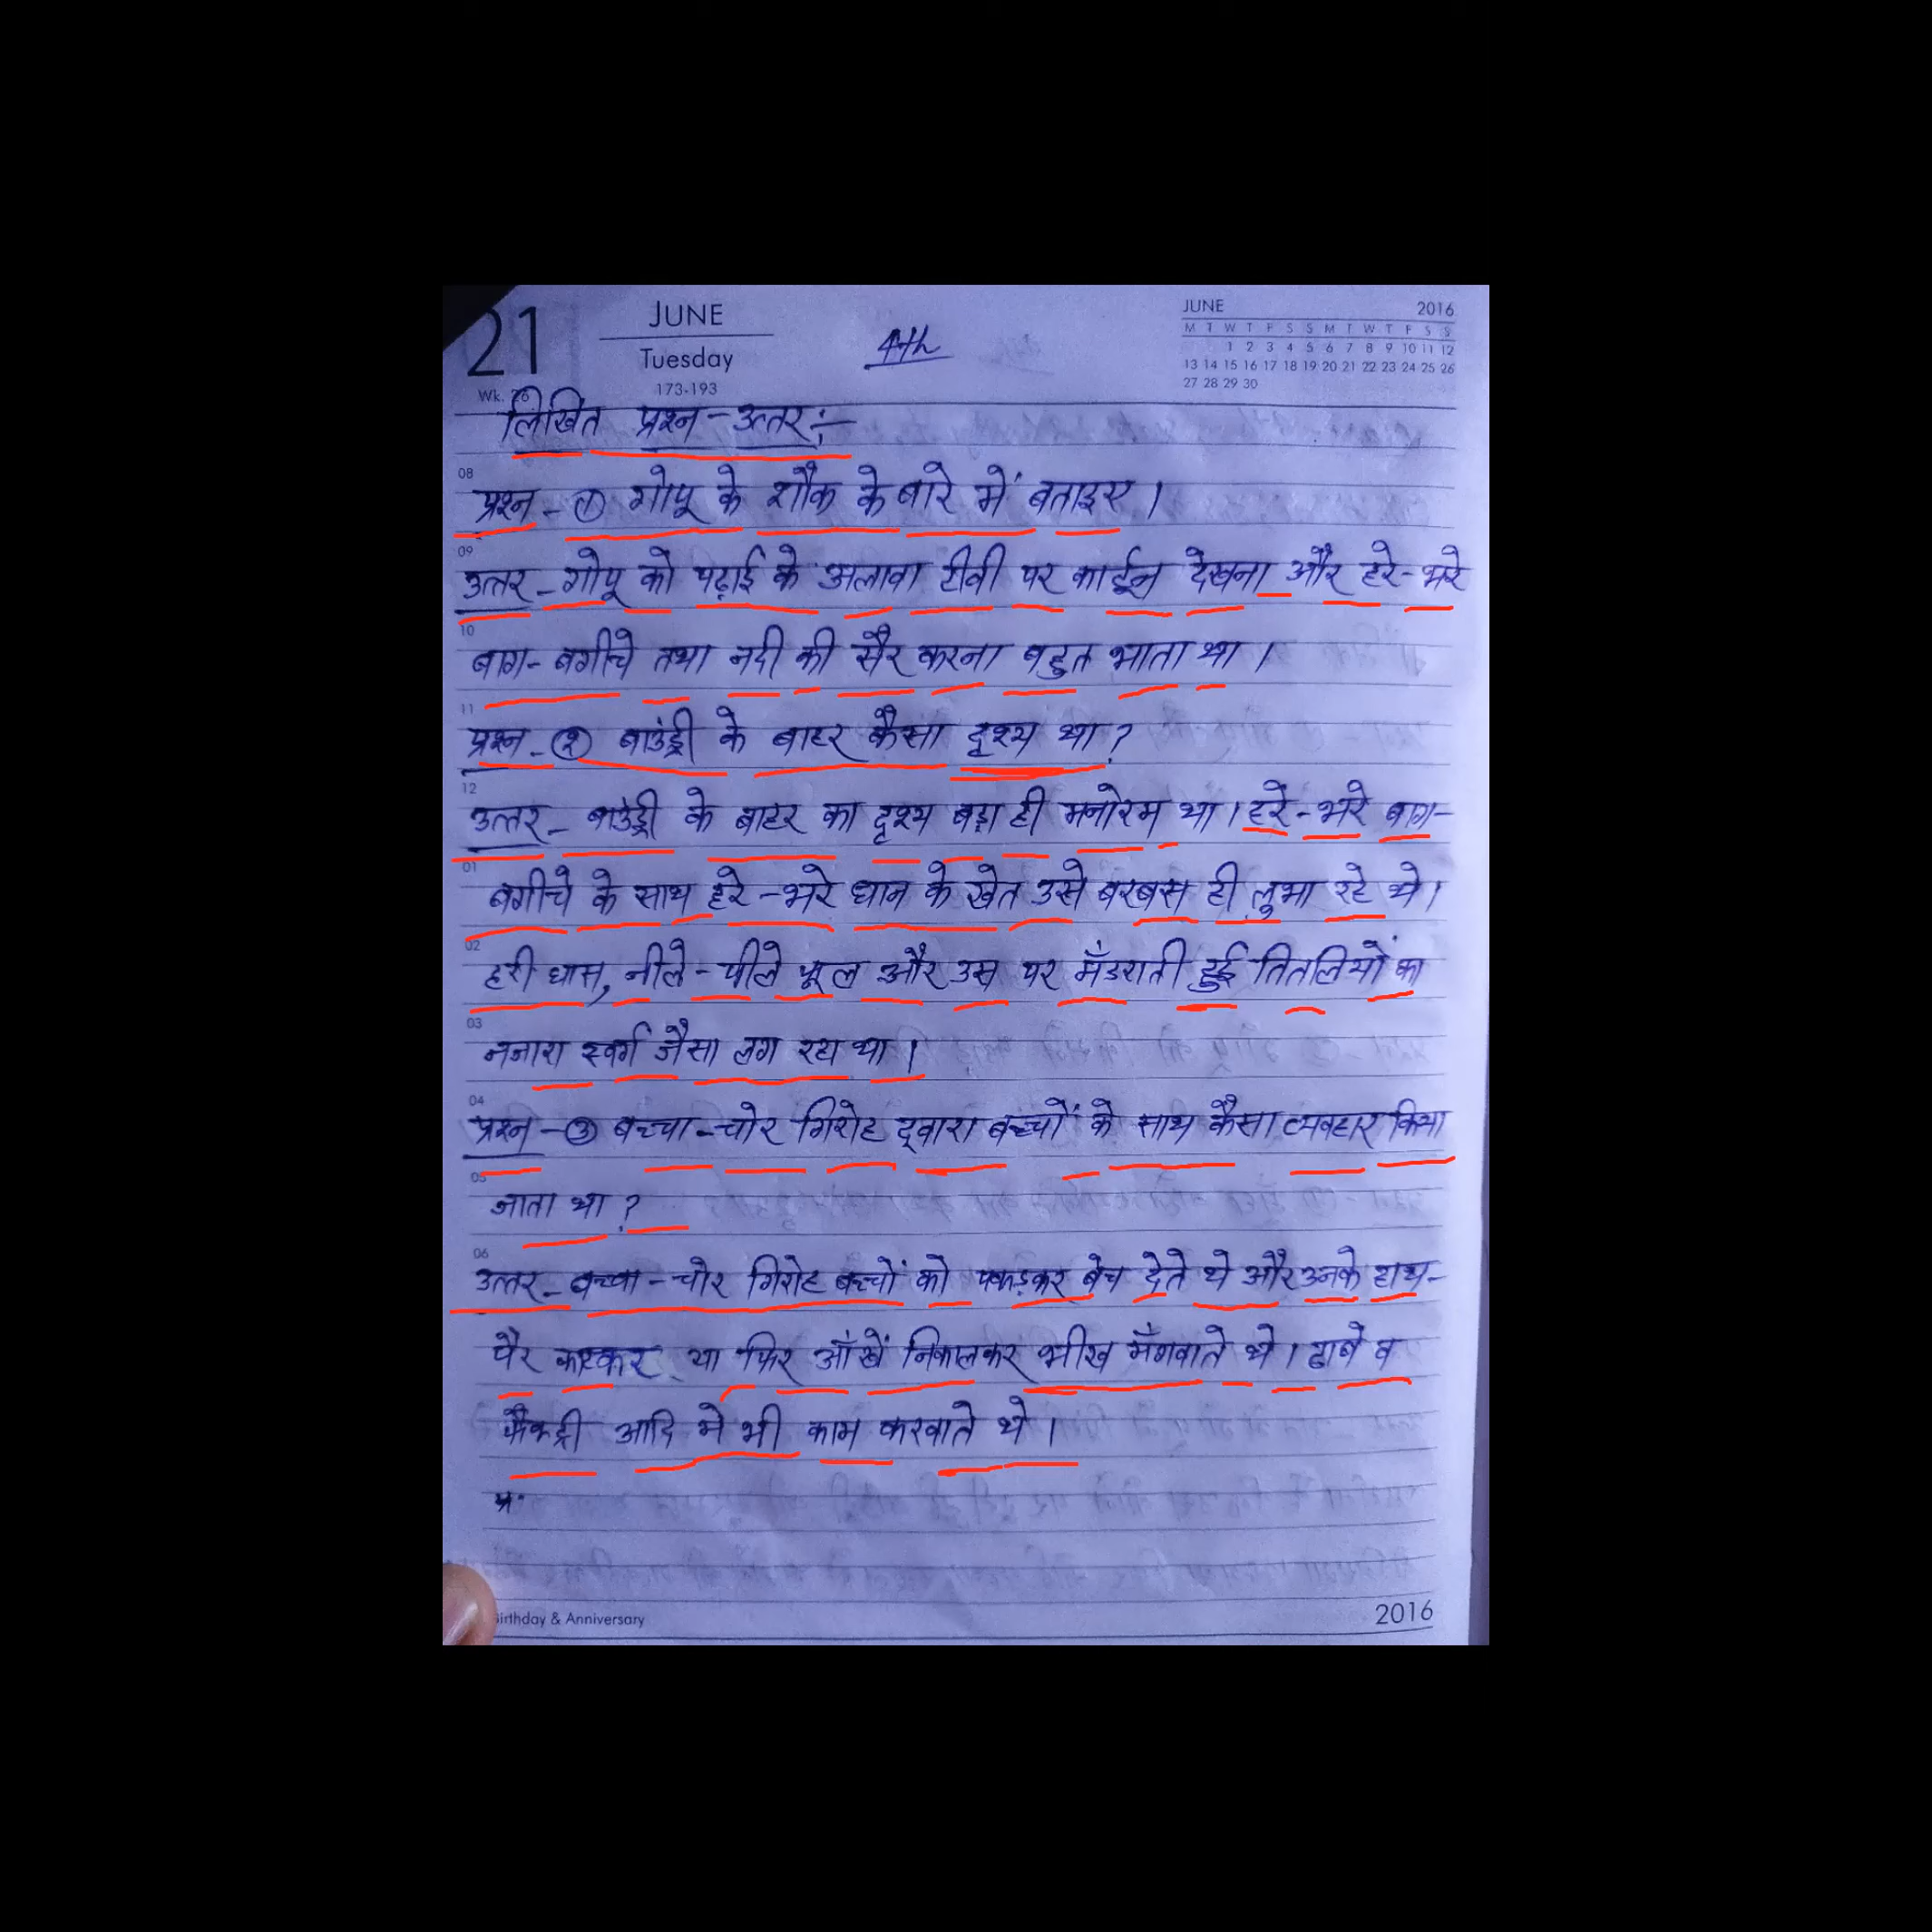 21
JUNE
Tuesday
173-193
Wk. 26
4th
JUNE 2016
M T W T F S S M T W T F S S
1 2 3 4 5 6 7 8 9 10 11 12
13 14 15 16 17 18 19 20 21 22 23 24 25 26
27 28 29 30
लिखित प्रश्न-उत्तर:-
08
प्रश्न-① गोपू के शौक के बारे में बताइए।
09
उत्तर-गोपू को पढ़ाई के अलावा टीवी पर कार्टून देखना और हरे-भरे
10
बाग-बगीचे तथा नदी की सैर करना बहुत भाता था।
11
प्रश्न-② बाउंड्री के बाहर कैसा दृश्य था?
12
उत्तर- बाउंड्री के बाहर का दृश्य बड़ा ही मनोरम था। हरे-भरे बाग-
01
बगीचे के साथ हरे-भरे धान के खेत उसे बरबस ही लुभा रहे थे।
02
हरी घास, नीले-पीले फूल और उस पर मँडराती हुई तितलियों का
03
नजारा स्वर्ग जैसा लग रहा था।
04
प्रश्न-③ बच्चा-चोर गिरोह द्वारा बच्चों के साथ कैसा व्यवहार किया
05
जाता था?
06
उत्तर- बच्चा-चोर गिरोह बच्चों को पकड़कर बेच देते थे और उनके हाथ-
पैर काटकर या फिर आँखें निकालकर भीख मँगवाते थे। ढाबे व
फैक्ट्री आदि मे भी काम करवाते थे।
प्र.
Birthday & Anniversary
2016